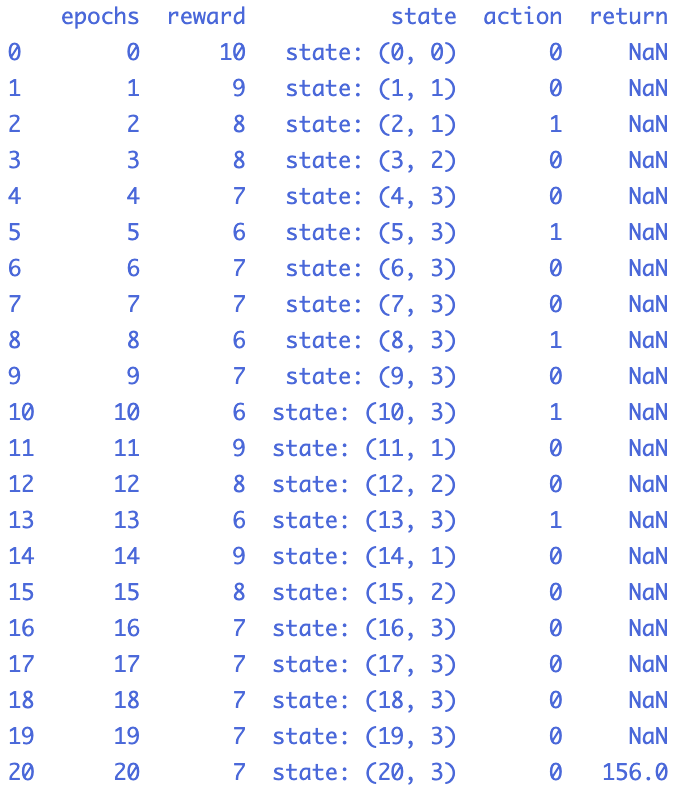 epochs reward state action return
0 0 10 state: (0, 0) 0 NaN
1 1 9 state: (1, 1) 0 NaN
2 2 8 state: (2, 1) 1 NaN
3 3 8 state: (3, 2) 0 NaN
4 4 7 state: (4, 3) 0 NaN
5 5 6 state: (5, 3) 1 NaN
6 6 7 state: (6, 3) 0 NaN
7 7 7 state: (7, 3) 0 NaN
8 8 6 state: (8, 3) 1 NaN
9 9 7 state: (9, 3) 0 NaN
10 10 6 state: (10, 3) 1 NaN
11 11 9 state: (11, 1) 0 NaN
12 12 8 state: (12, 2) 0 NaN
13 13 6 state: (13, 3) 1 NaN
14 14 9 state: (14, 1) 0 NaN
15 15 8 state: (15, 2) 0 NaN
16 16 7 state: (16, 3) 0 NaN
17 17 7 state: (17, 3) 0 NaN
18 18 7 state: (18, 3) 0 NaN
19 19 7 state: (19, 3) 0 NaN
20 20 7 state: (20, 3) 0 156.0